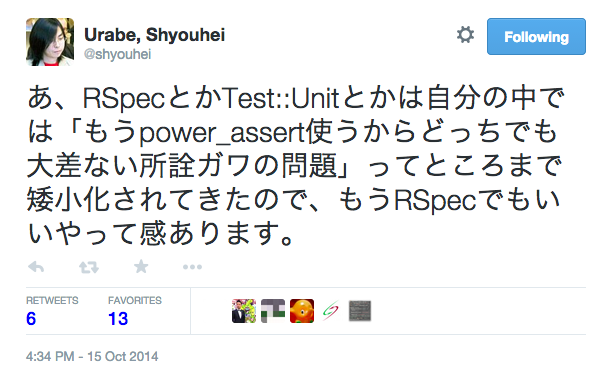 Urabe, Shyouhei
@shyouhei
Following
あ、RSpecとかTest::Unitとかは自分の中で
は「もうpower_assert使うからどっちでも
大差ない所詮ガワの問題」ってところまで
矮小化されてきたので、もうRSpecでもい
いやって感あります。
RETWEETS FAVORITES
6 13
4:34 PM - 15 Oct 2014